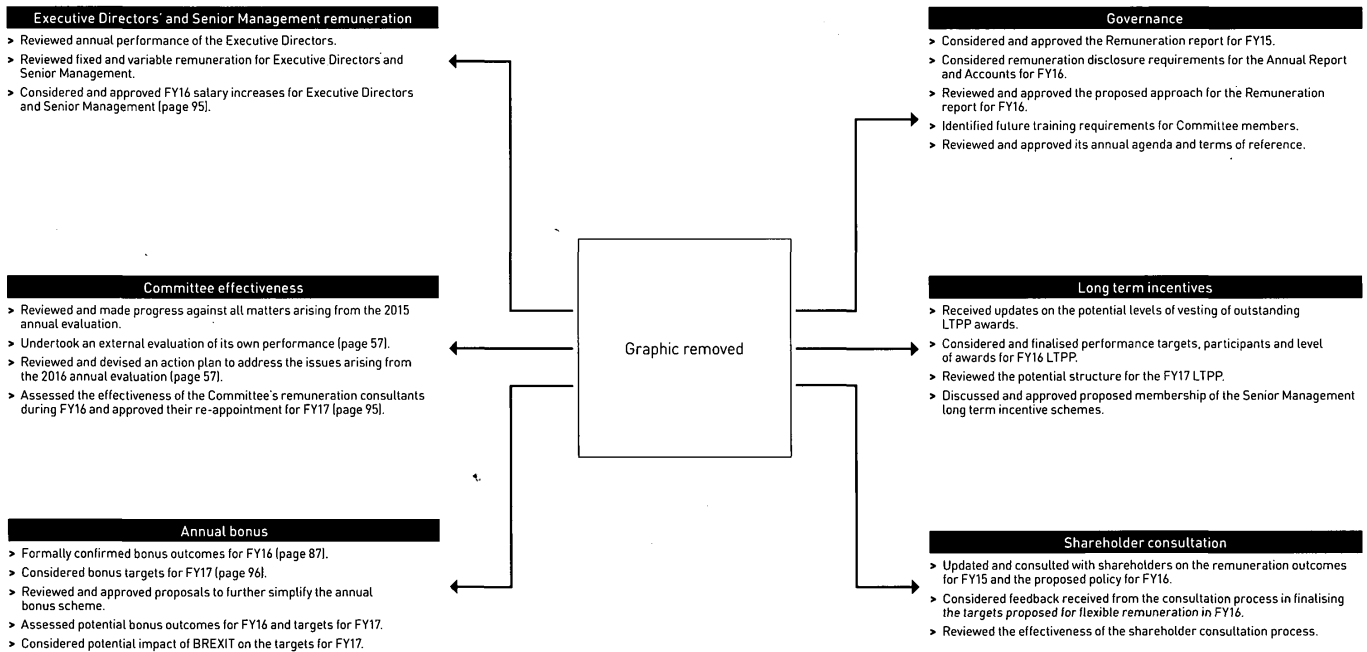 Executive Directors' and Senior Management remuneration
> Reviewed annual performance of the Executive Directors.
> Reviewed fixed and variable remuneration for Executive Directors and
Senior Management.
> Considered and approved FY16 salary increases for Executive Directors
and Senior Management (page 95).
Committee effectiveness
> Reviewed and made progress against all matters arising from the 2015
annual evaluation.
> Undertook an external evaluation of its own performance (page 57).
> Reviewed and devised an action plan to address the issues arising from
the 2016 annual evaluation (page 57).
> Assessed the effectiveness of the Committee's remuneration consultants
during FY16 and approved their re-appointment for FY17 (page 95).
Annual bonus
> Formally confirmed bonus outcomes for FY16 (page 87).
> Considered bonus targets for FY17 (page 96).
> Reviewed and approved proposals to further simplify the annual
bonus scheme.
> Assessed potential bonus outcomes for FY16 and targets for FY17.
> Considered potential impact of BREXIT on the targets for FY17.
Graphic removed
Governance
> Considered and approved the Remuneration report for FY15.
> Considered remuneration disclosure requirements for the Annual Report
and Accounts for FY16.
> Reviewed and approved the proposed approach for the Remuneration
report for FY16.
> Identified future training requirements for Committee members.
> Reviewed and approved its annual agenda and terms of reference.
Long term incentives
> Received updates on the potential levels of vesting of outstanding
LTPP awards.
> Considered and finalised performance targets, participants and level
of awards for FY16 LTPP.
> Reviewed the potential structure for the FY17 LTPP.
> Discussed and approved proposed membership of the Senior Management
long term incentive schemes.
Shareholder consultation
> Updated and consulted with shareholders on the remuneration outcomes
for FY15 and the proposed policy for FY16.
> Considered feedback received from the consultation process in finalising
the targets proposed for flexible remuneration in FY16.
> Reviewed the effectiveness of the shareholder consultation process.